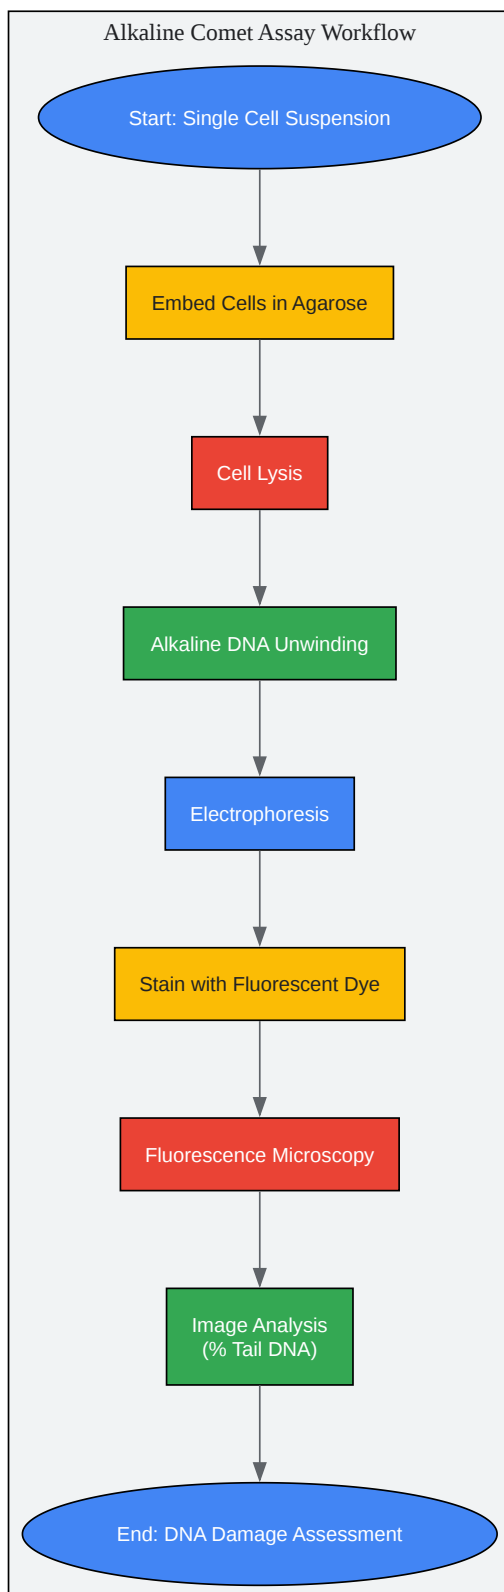 Alkaline Comet Assay Workflow
Start: Single Cell Suspension
Embed Cells in Agarose
Cell Lysis
Alkaline DNA Unwinding
Electrophoresis
Stain with Fluorescent Dye
Fluorescence Microscopy
Image Analysis
(% Tail DNA)
End: DNA Damage Assessment